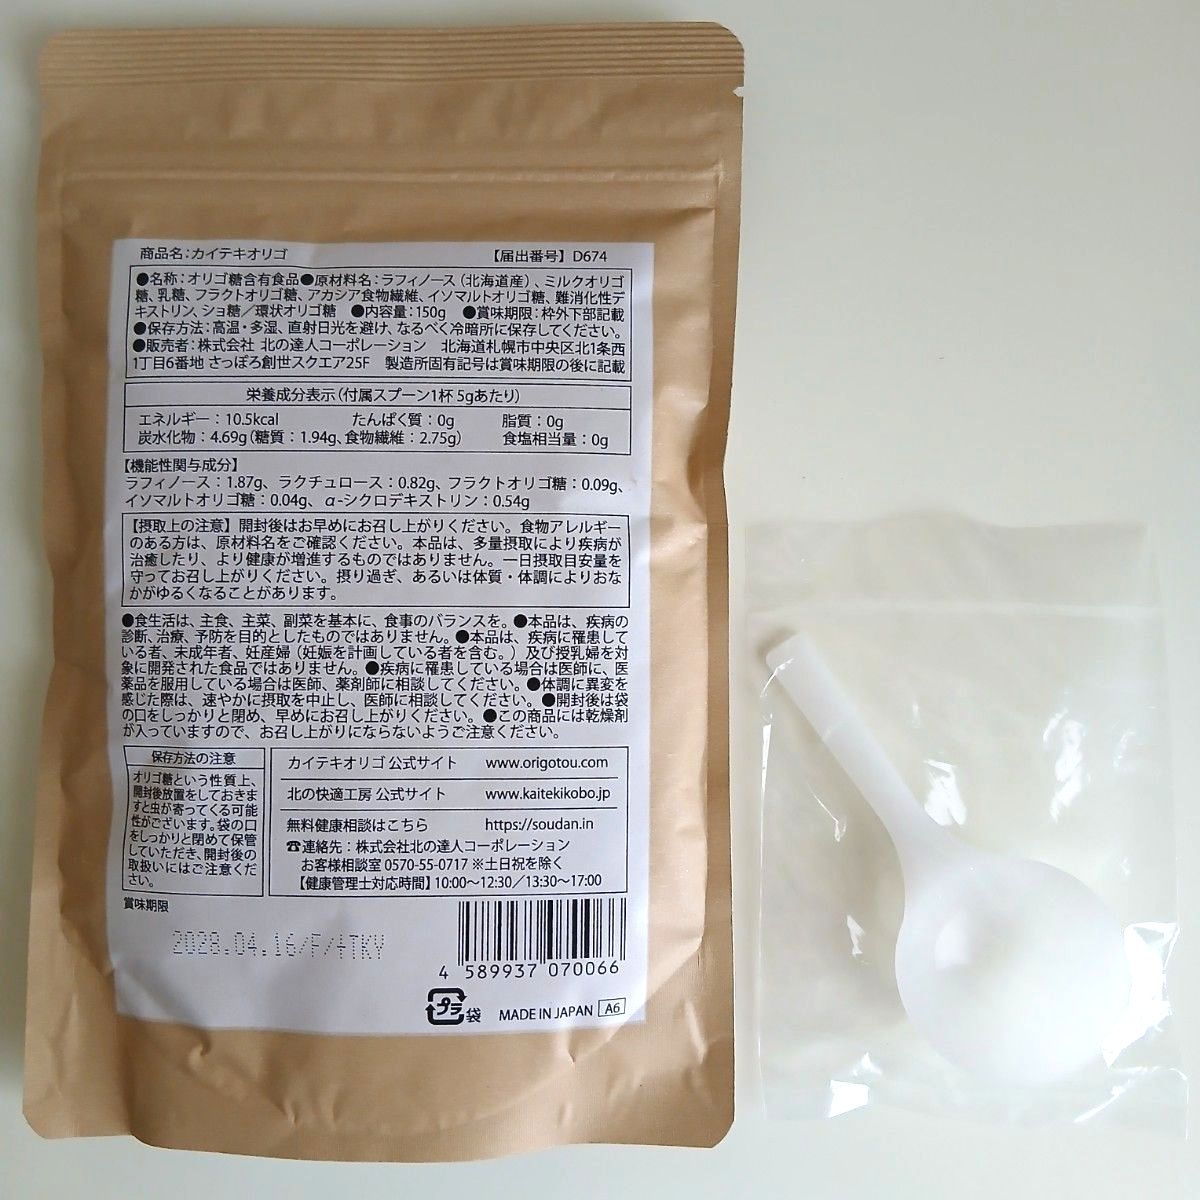 商品名：カイテキオリゴ 【届出番号】D674
●名称：オリゴ糖含有食品●原材料名：ラフィノース（北海道産）、ミルクオリゴ
糖、乳糖、フラクトオリゴ糖、アカシア食物繊維、イソマルトオリゴ糖、難消化性デ
キストリン、ショ糖／環状オリゴ糖 ●内容量：150g ●賞味期限：枠外下部記載
●保存方法：高温・多湿、直射日光を避け、なるべく冷暗所に保存してください。
●販売者：株式会社 北の達人コーポレーション 北海道札幌市中央区北1条西
1丁目6番地 さっぽろ創世スクエア25F 製造所固有記号は賞味期限の後に記載
栄養成分表示（付属スプーン1杯 5gあたり）
エネルギー：10.5kcal たんぱく質：0g 脂質：0g
炭水化物：4.69g（糖質：1.94g、食物繊維：2.75g） 食塩相当量：0g
【機能性関与成分】
ラフィノース：1.87g、ラクチュロース：0.82g、フラクトオリゴ糖：0.09g、
イソマルトオリゴ糖：0.04g、α-シクロデキストリン：0.54g
【摂取上の注意】開封後はお早めにお召し上がりください。食物アレルギー
のある方は、原材料名をご確認ください。本品は、多量摂取により疾病が
治癒したり、より健康が増進するものではありません。一日摂取目安量を
守ってお召し上がりください。摂り過ぎ、あるいは体質・体調によりおな
かがゆるくなることがあります。
●食生活は、主食、主菜、副菜を基本に、食事のバランスを。●本品は、疾病の
診断、治療、予防を目的としたものではありません。●本品は、疾病に罹患して
いる者、未成年者、妊産婦（妊娠を計画している者を含む。）及び授乳婦を対
象に開発された食品ではありません。●疾病に罹患している場合は医師に、医
薬品を服用している場合は医師、薬剤師に相談してください。●体調に異変を
感じた際は、速やかに摂取を中止し、医師に相談してください。●開封後は袋
の口をしっかりと閉め、早めにお召し上がりください。●この商品には乾燥剤
が入っていますので、お召し上がりにならないようご注意ください。
保存方法の注意
オリゴ糖という性質上、
開封後放置をしておきま
すと虫が寄ってくる可能
性がございます。袋の口
をしっかりと閉めて保管
していただき、開封後の
取扱いにはご注意くださ
い。
カイテキオリゴ 公式サイト www.origotou.com
北の快適工房 公式サイト www.kaitekikobo.jp
無料健康相談はこちら https://soudan.in
☎連絡先：株式会社北の達人コーポレーション
お客様相談室 0570-55-0717 ※土日祝を除く
【健康管理士対応時間】10:00～12:30／13:30～17:00
賞味期限
2028.04.16/F/+TKY
4 589937 070066
プラ 袋 MADE IN JAPAN A6